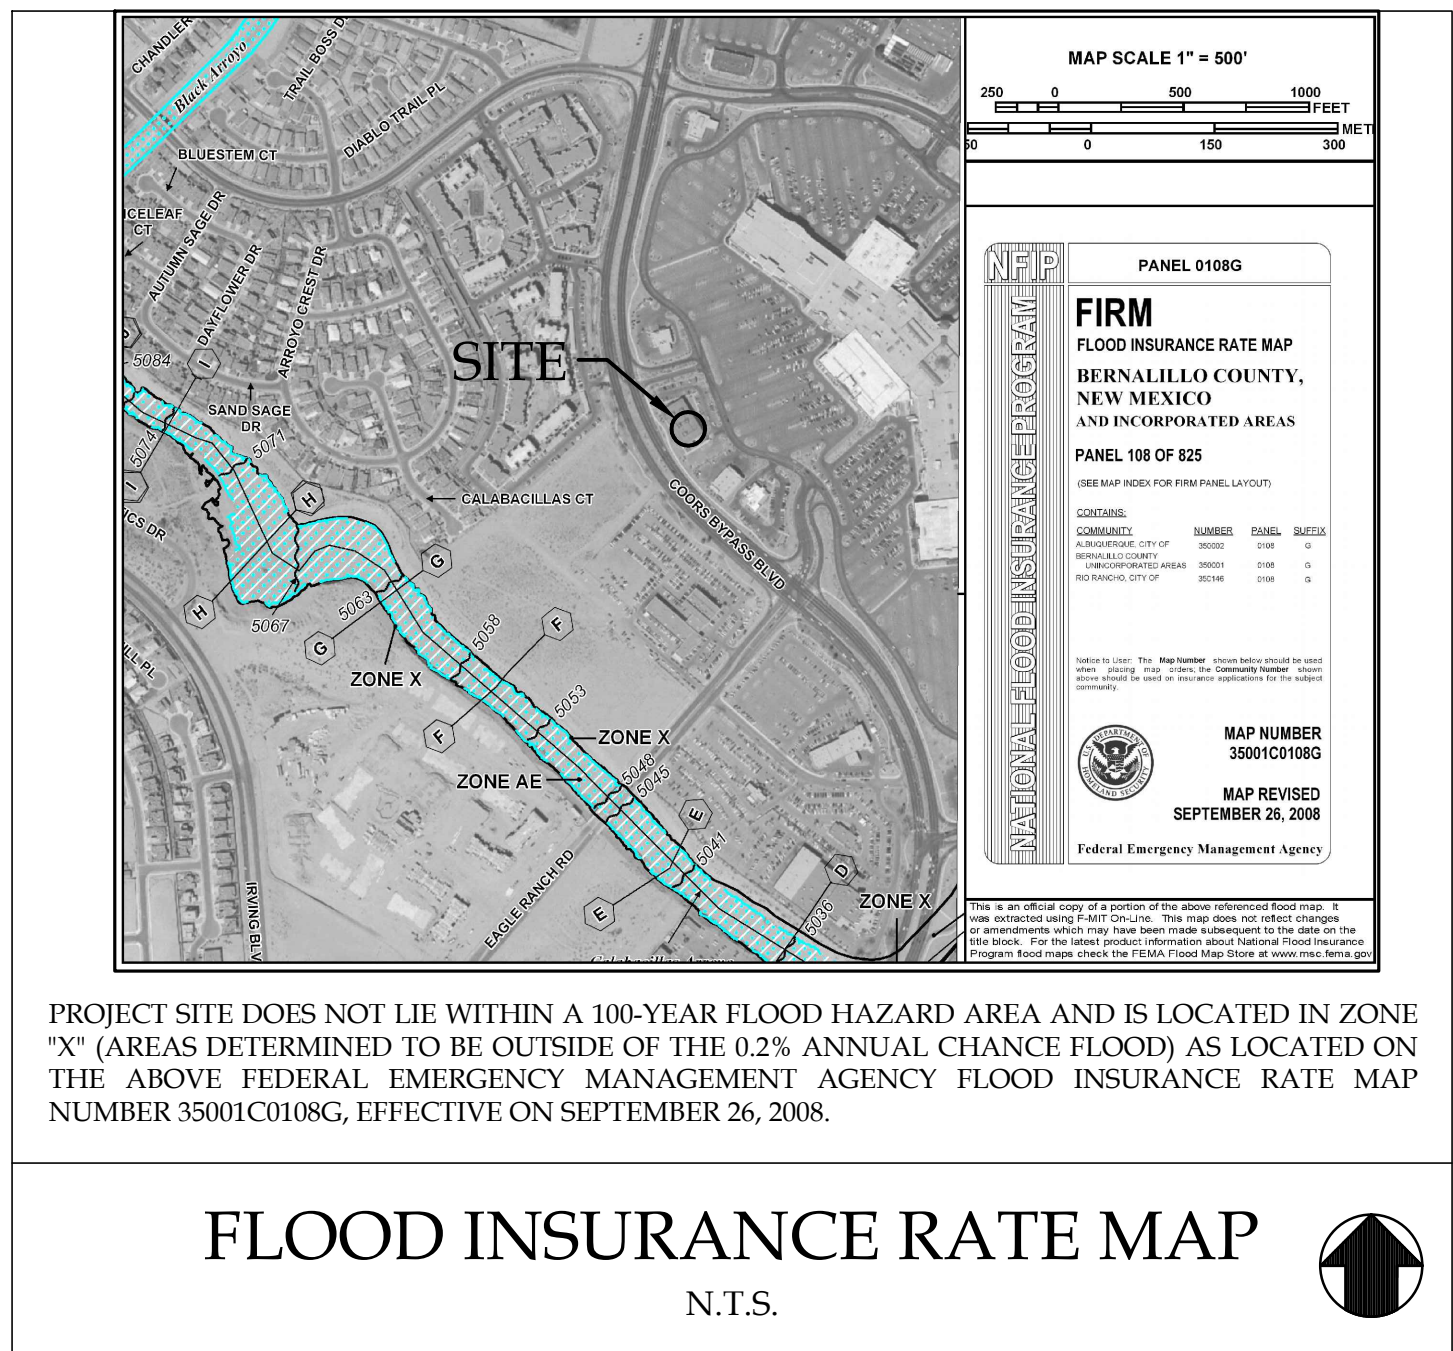 CHANDLER
Black Arroyo
TRAIL BOSS D
DIABLO TRAIL PL
BLUESTEM CT
ICELEAF
CT
AUTUMN SAGE DR
DAYFLOWER DR
ARROYO CREST DR
SITE
J
5084
I
SAND SAGE
DR
5074
5071
I
H
CALABACILLAS CT
COORS BYPASS BLVD
ICS DR
G
H
5067
5063
G
5058
F
ILL PL
ZONE X
5053
F
ZONE X
ZONE AE
5048
5045
E
5041
D
EAGLE RANCH RD
E
5036
ZONE X
IRVING BLV
Calabacillas Arroyo
MAP SCALE 1" = 500'
250 0 500 1000
FEET
METI
50 0 150 300
NFIP
NATIONAL FLOOD INSURANCE PROGRAM
PANEL 0108G
FIRM
FLOOD INSURANCE RATE MAP
BERNALILLO COUNTY,
NEW MEXICO
AND INCORPORATED AREAS
PANEL 108 OF 825
(SEE MAP INDEX FOR FIRM PANEL LAYOUT)
CONTAINS:
COMMUNITY NUMBER PANEL SUFFIX
ALBUQUERQUE, CITY OF 350002 0108 G
BERNALILLO COUNTY
UNINCORPORATED AREAS 350001 0108 G
RIO RANCHO, CITY OF 350146 0108 G
Notice to User: The Map Number shown below should be used
when placing map orders; the Community Number shown
above should be used on insurance applications for the subject
community.
U.S. DEPARTMENT OF
HOMELAND SECURITY
MAP NUMBER
35001C0108G
MAP REVISED
SEPTEMBER 26, 2008
Federal Emergency Management Agency
This is an official copy of a portion of the above referenced flood map. It
was extracted using F-MIT On-Line. This map does not reflect changes
or amendments which may have been made subsequent to the date on the
title block. For the latest product information about National Flood Insurance
Program flood maps check the FEMA Flood Map Store at www.msc.fema.gov
PROJECT SITE DOES NOT LIE WITHIN A 100-YEAR FLOOD HAZARD AREA AND IS LOCATED IN ZONE
"X" (AREAS DETERMINED TO BE OUTSIDE OF THE 0.2% ANNUAL CHANCE FLOOD) AS LOCATED ON
THE ABOVE FEDERAL EMERGENCY MANAGEMENT AGENCY FLOOD INSURANCE RATE MAP
NUMBER 35001C0108G, EFFECTIVE ON SEPTEMBER 26, 2008.
FLOOD INSURANCE RATE MAP
N.T.S.